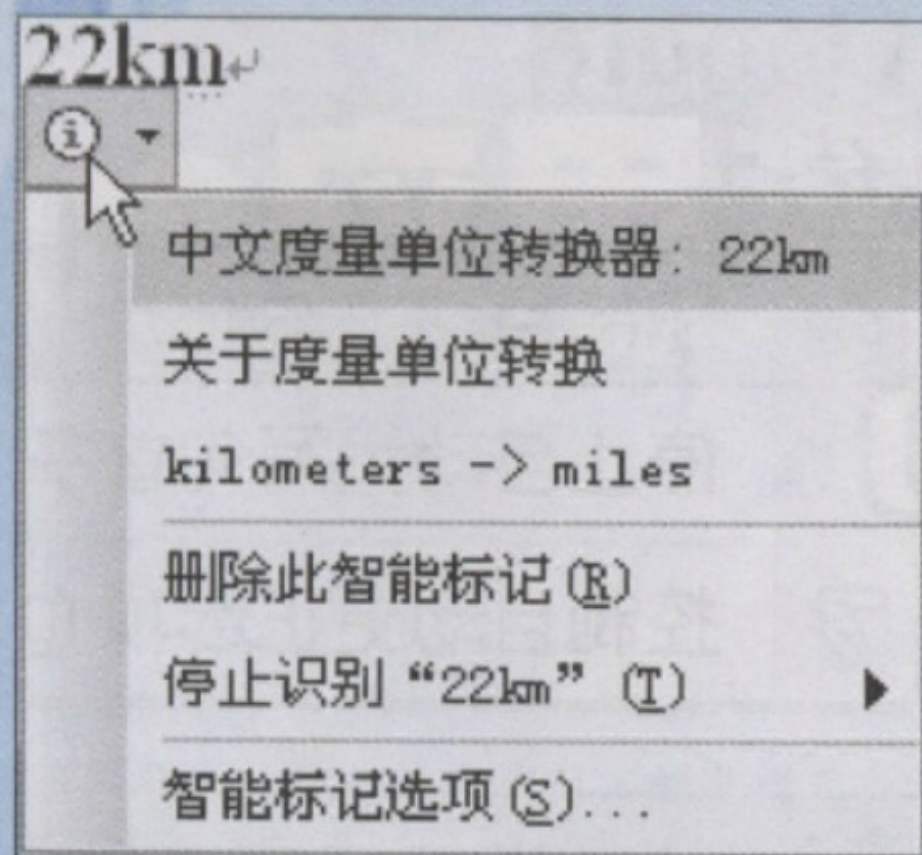 22km
中文度量单位转换器: 22km
关于度量单位转换
kilometers -> miles
删除此智能标记(R)
停止识别“22km”(T)
智能标记选项(S)...